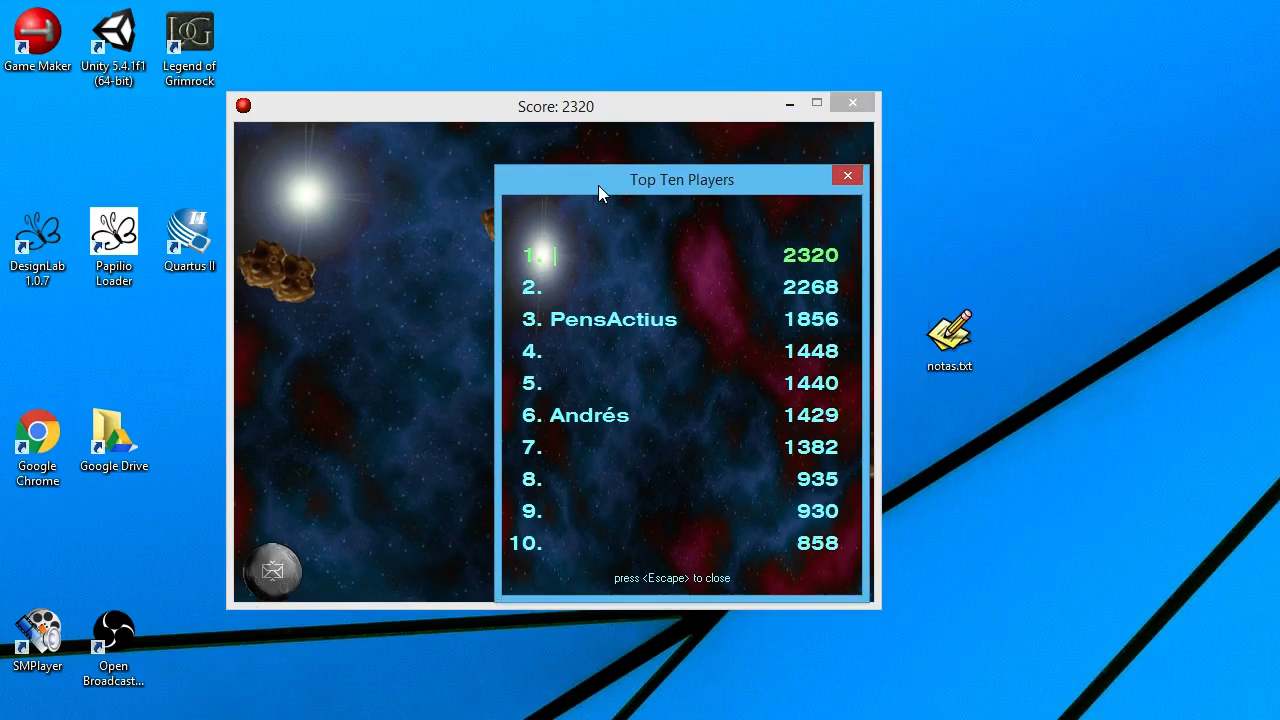 Game Maker
Unity 5.4.1f1
(64-bit)
Legend of
Grimrock
Score: 2320
Top Ten Players
1. 2320
2. 2268
3. PensActius 1856
4. 1448
5. 1440
6. Andrés 1429
7. 1382
8. 935
9. 930
10. 858
press <Escape> to close
DesignLab
1.0.7
Papilio
Loader
Quartus II
notas.txt
Google
Chrome
Google Drive
SMPlayer
Open
Broadcast...